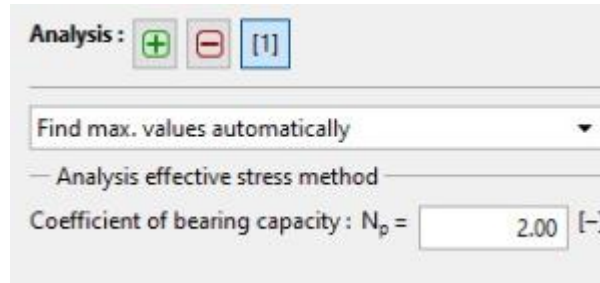 Analysis : [1]
Find max. values automatically
Analysis effective stress method
Coefficient of bearing capacity : Np = 2.00 [–]